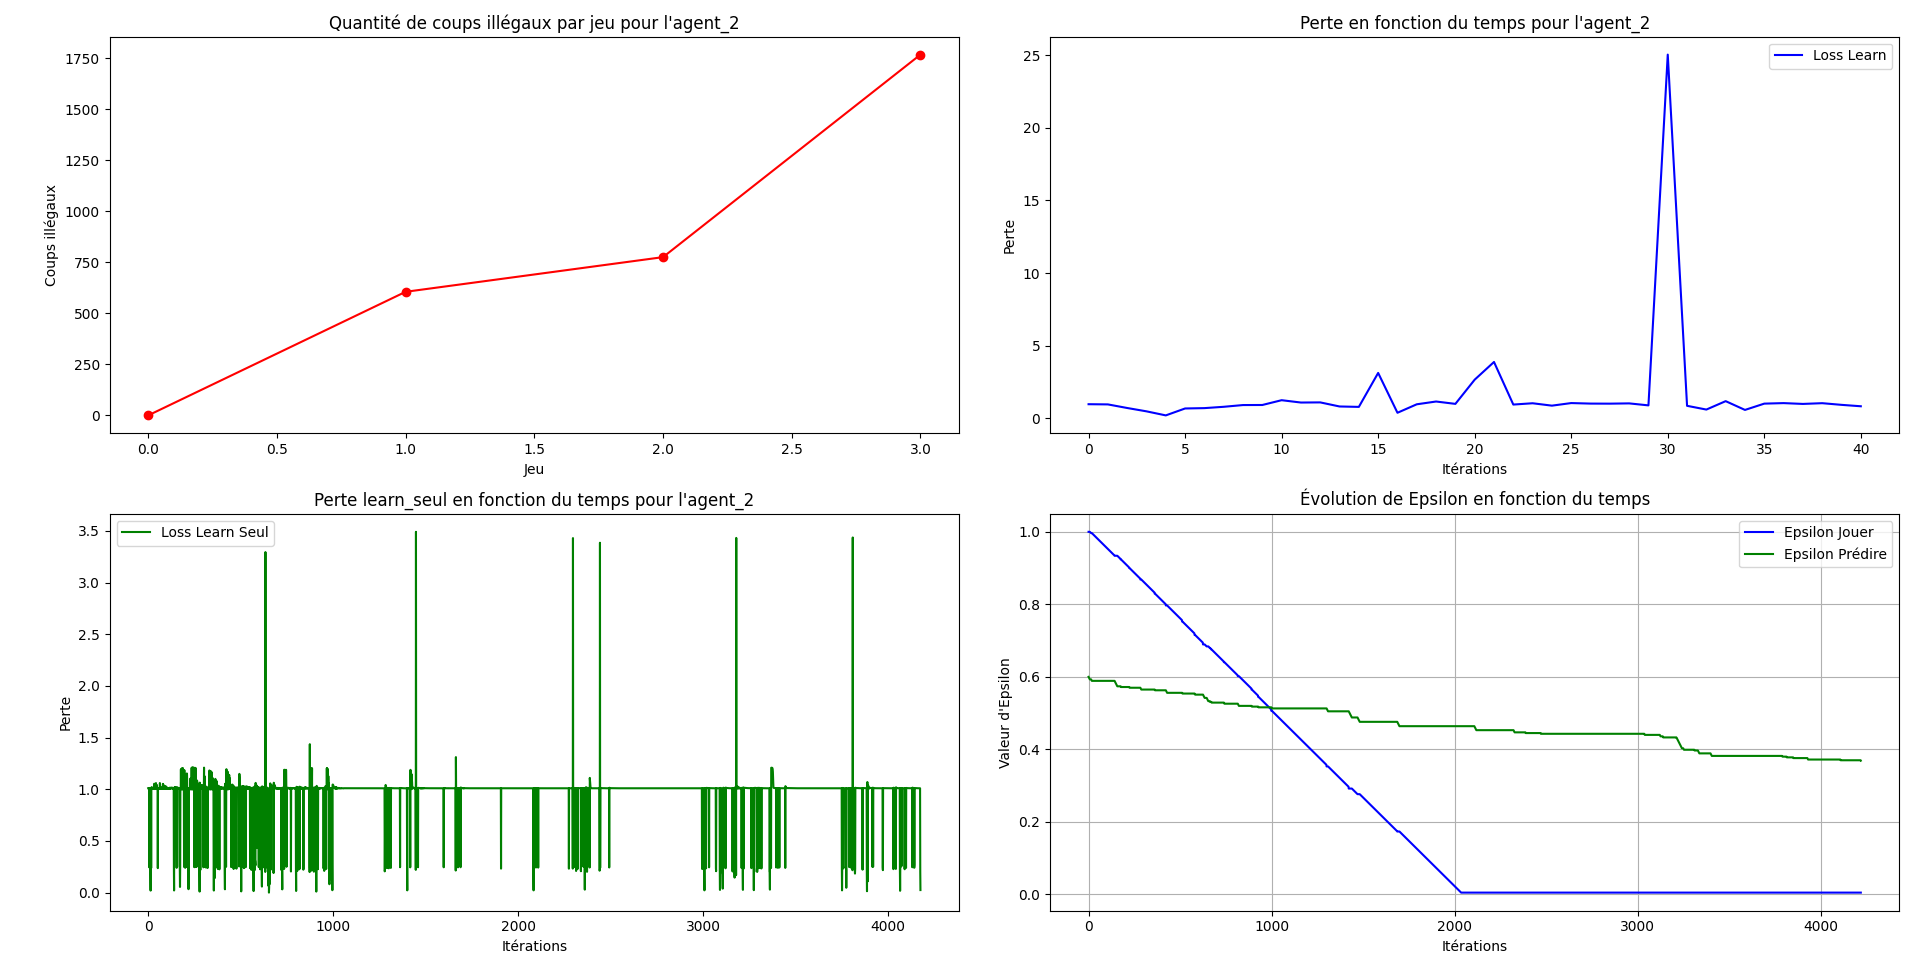 Quantité de coups illégaux par jeu pour l'agent_2
1750
1500
1250
1000
750
500
250
0
Coups illégaux
0.0 0.5 1.0 1.5 2.0 2.5 3.0
Jeu
Perte en fonction du temps pour l'agent_2
Loss Learn
25
20
15
10
5
0
Perte
0 5 10 15 20 25 30 35 40
Itérations
Perte learn_seul en fonction du temps pour l'agent_2
Loss Learn Seul
3.5
3.0
2.5
2.0
1.5
1.0
0.5
0.0
Perte
0 1000 2000 3000 4000
Itérations
Évolution de Epsilon en fonction du temps
Epsilon Jouer
Epsilon Prédire
1.0
0.8
0.6
0.4
0.2
0.0
Valeur d'Epsilon
0 1000 2000 3000 4000
Itérations